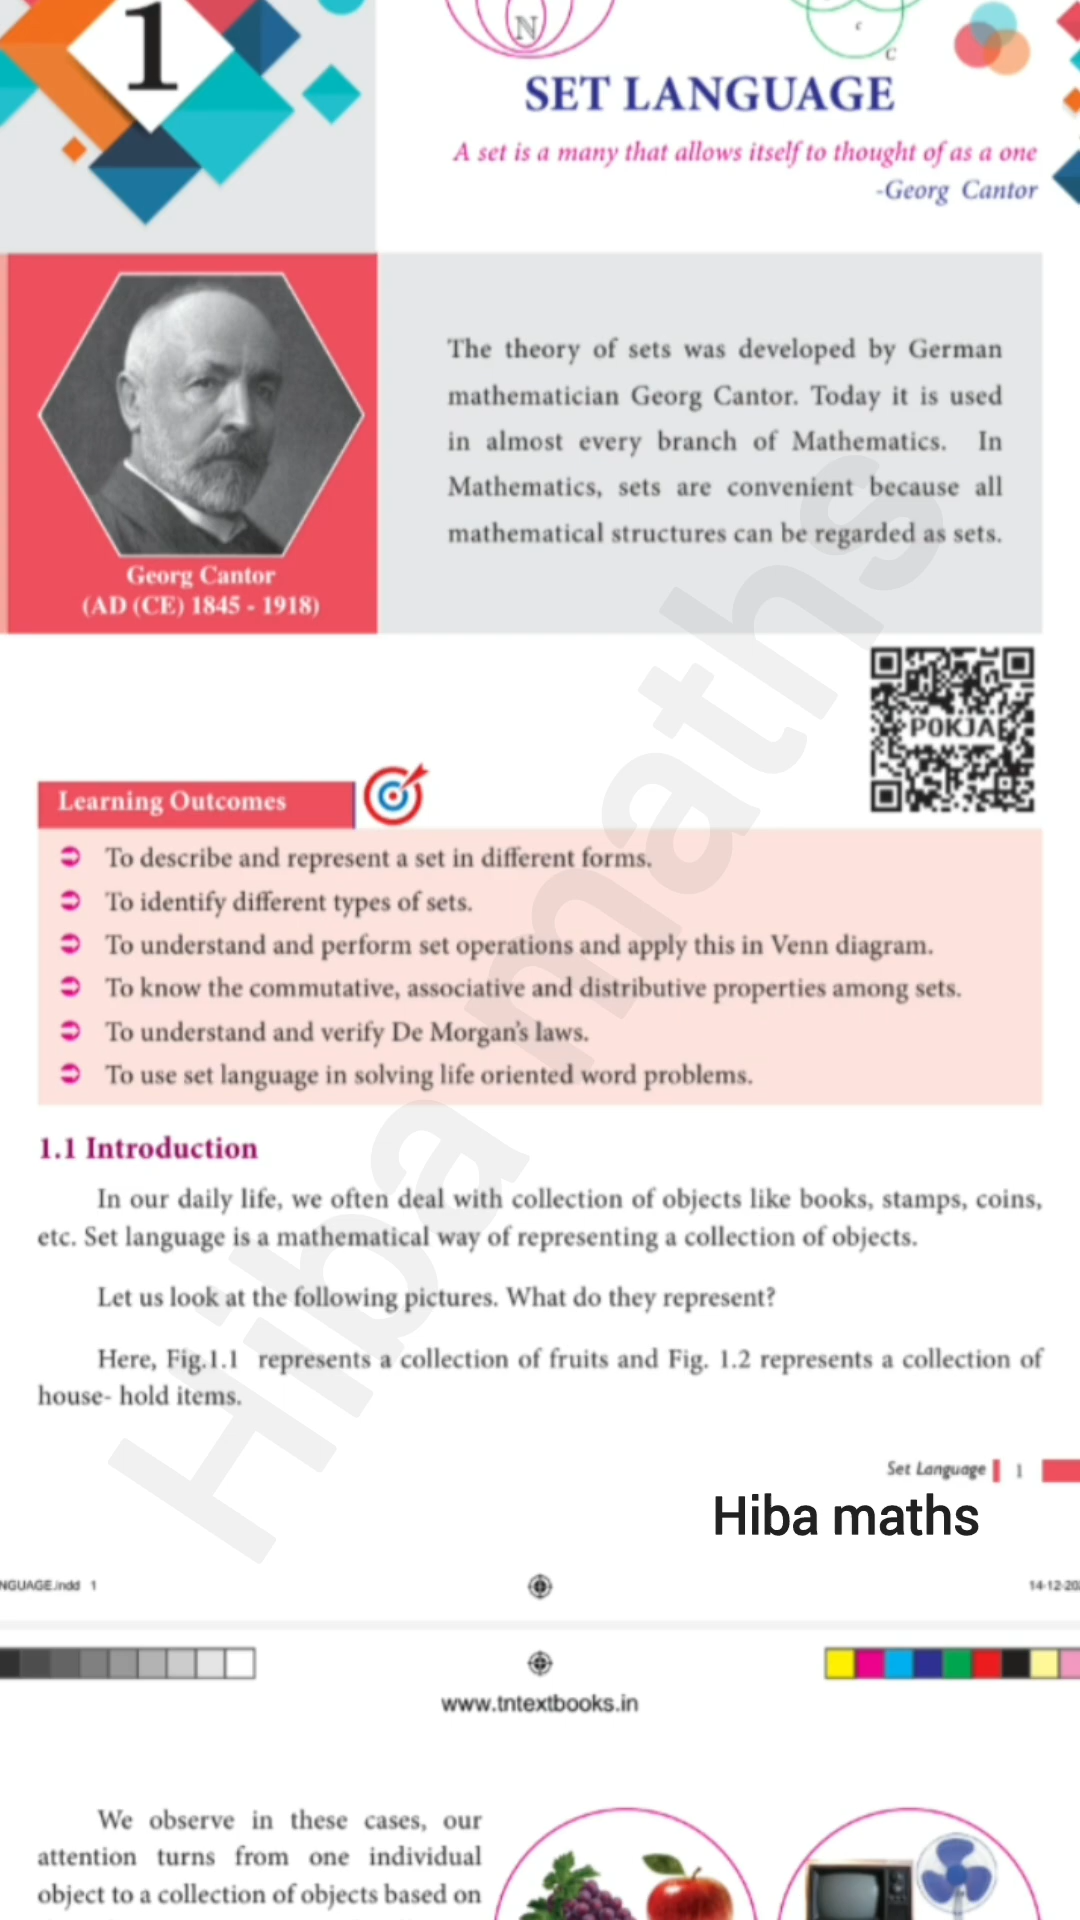 1
N
c
C
SET LANGUAGE
A set is a many that allows itself to thought of as a one
-Georg Cantor
The theory of sets was developed by German
mathematician Georg Cantor. Today it is used
in almost every branch of Mathematics. In
Mathematics, sets are convenient because all
mathematical structures can be regarded as sets.
Georg Cantor
(AD (CE) 1845 - 1918)
P0KJAE
Learning Outcomes
To describe and represent a set in different forms.
To identify different types of sets.
To understand and perform set operations and apply this in Venn diagram.
To know the commutative, associative and distributive properties among sets.
To understand and verify De Morgan's laws.
To use set language in solving life oriented word problems.
1.1 Introduction
In our daily life, we often deal with collection of objects like books, stamps, coins,
etc. Set language is a mathematical way of representing a collection of objects.
Let us look at the following pictures. What do they represent?
Here, Fig.1.1 represents a collection of fruits and Fig. 1.2 represents a collection of
house- hold items.
Hiba maths
Set Language 1
Hiba maths
NGUAGE.indd 1
14-12-20
www.tntextbooks.in
We observe in these cases, our
attention turns from one individual
object to a collection of objects based on